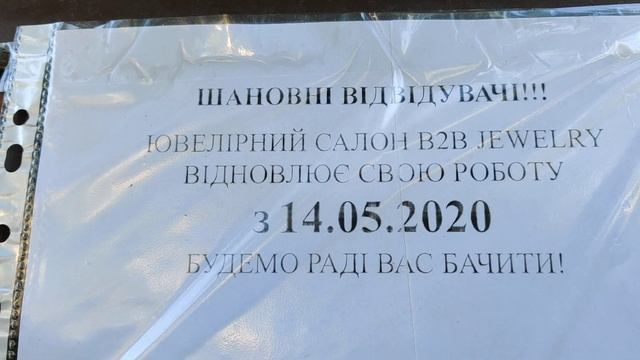 ШАНОВНІ ВІДВІДУВАЧІ!!!
ЮВЕЛІРНИЙ САЛОН B2B JEWELRY
ВІДНОВЛЮЄ СВОЮ РОБОТУ
з 14.05.2020
БУДЕМО РАДІ ВАС БАЧИТИ!